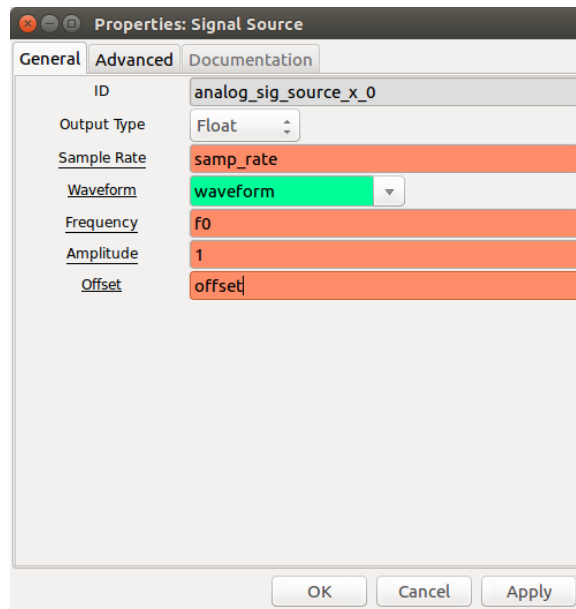 Properties: Signal Source
General Advanced Documentation
ID analog_sig_source_x_0
Output Type Float
Sample Rate samp_rate
Waveform waveform
Frequency f0
Amplitude 1
Offset offset
OK Cancel Apply